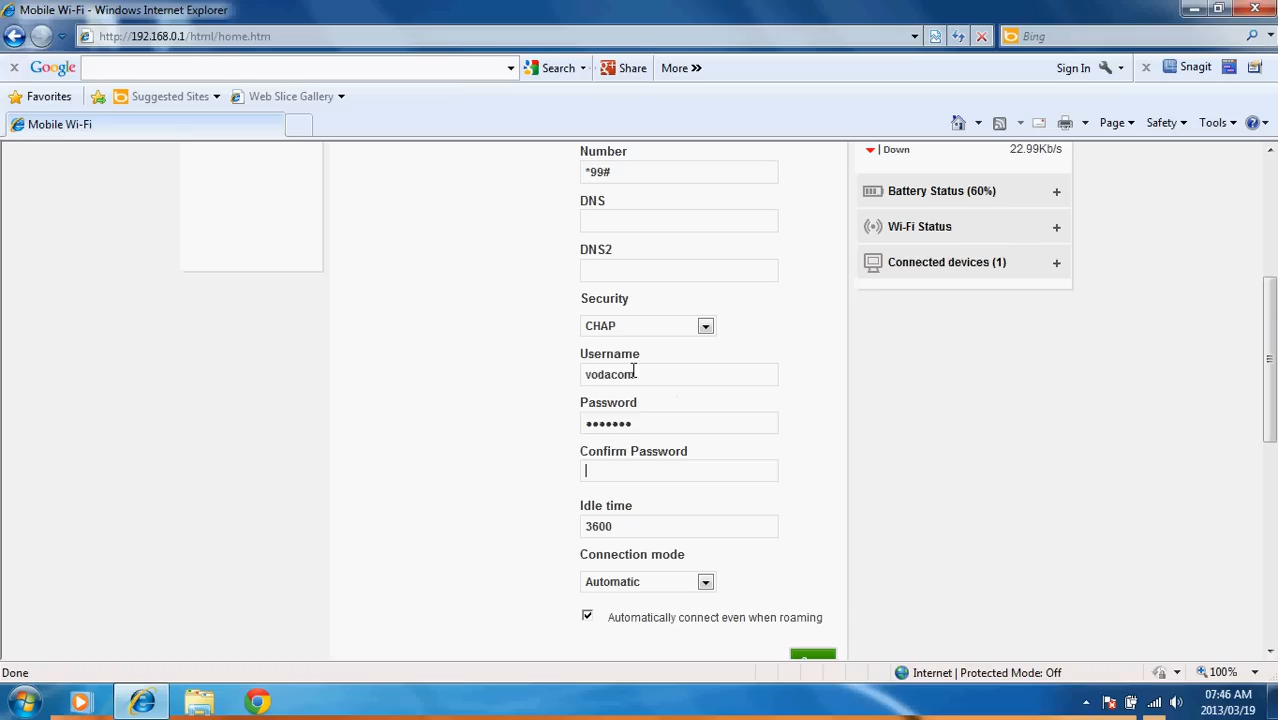 Mobile Wi-Fi - Windows Internet Explorer
http://192.168.0.1/html/home.htm
Bing
x Google
Search
Share
More »
Sign In
x
Snagit
Favorites
Suggested Sites
Web Slice Gallery
Mobile Wi-Fi
Page
Safety
Tools
Number
*99#
DNS
DNS2
Security
CHAP
Username
vodacom
Password
•••••••
Confirm Password
Idle time
3600
Connection mode
Automatic
Automatically connect even when roaming
| Down 22.99Kb/s
Battery Status (60%) +
Wi-Fi Status +
Connected devices (1) +
Done
Internet | Protected Mode: Off
100%
07:46 AM
2013/03/19